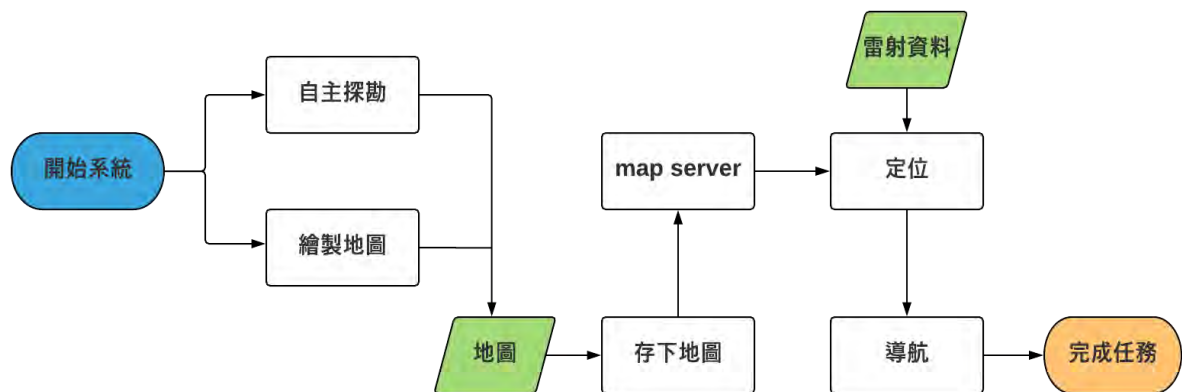 雷射資料
自主探勘
開始系統
map server
定位
繪製地圖
地圖
存下地圖
導航
完成任務